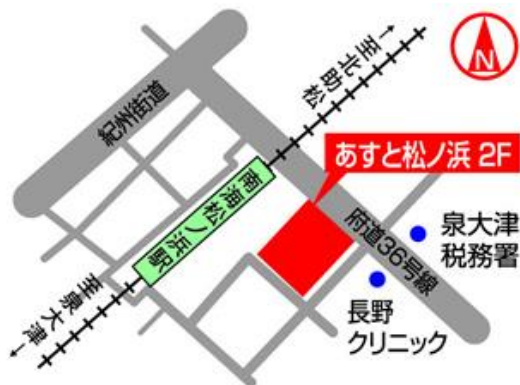 N
至北助松
紀州街道
あすと松ノ浜 2F
南海松ノ浜駅
府道36号線
泉大津
税務署
長野
クリニック
至泉大津